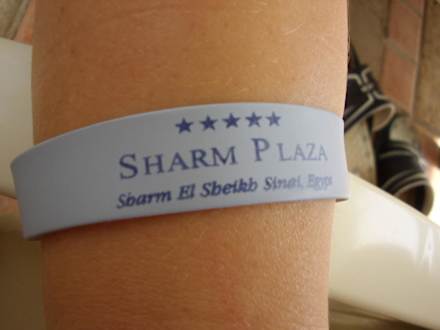 ★★★★★
SHARM PLAZA
Sharm El Sheikh Sinai, Egypt